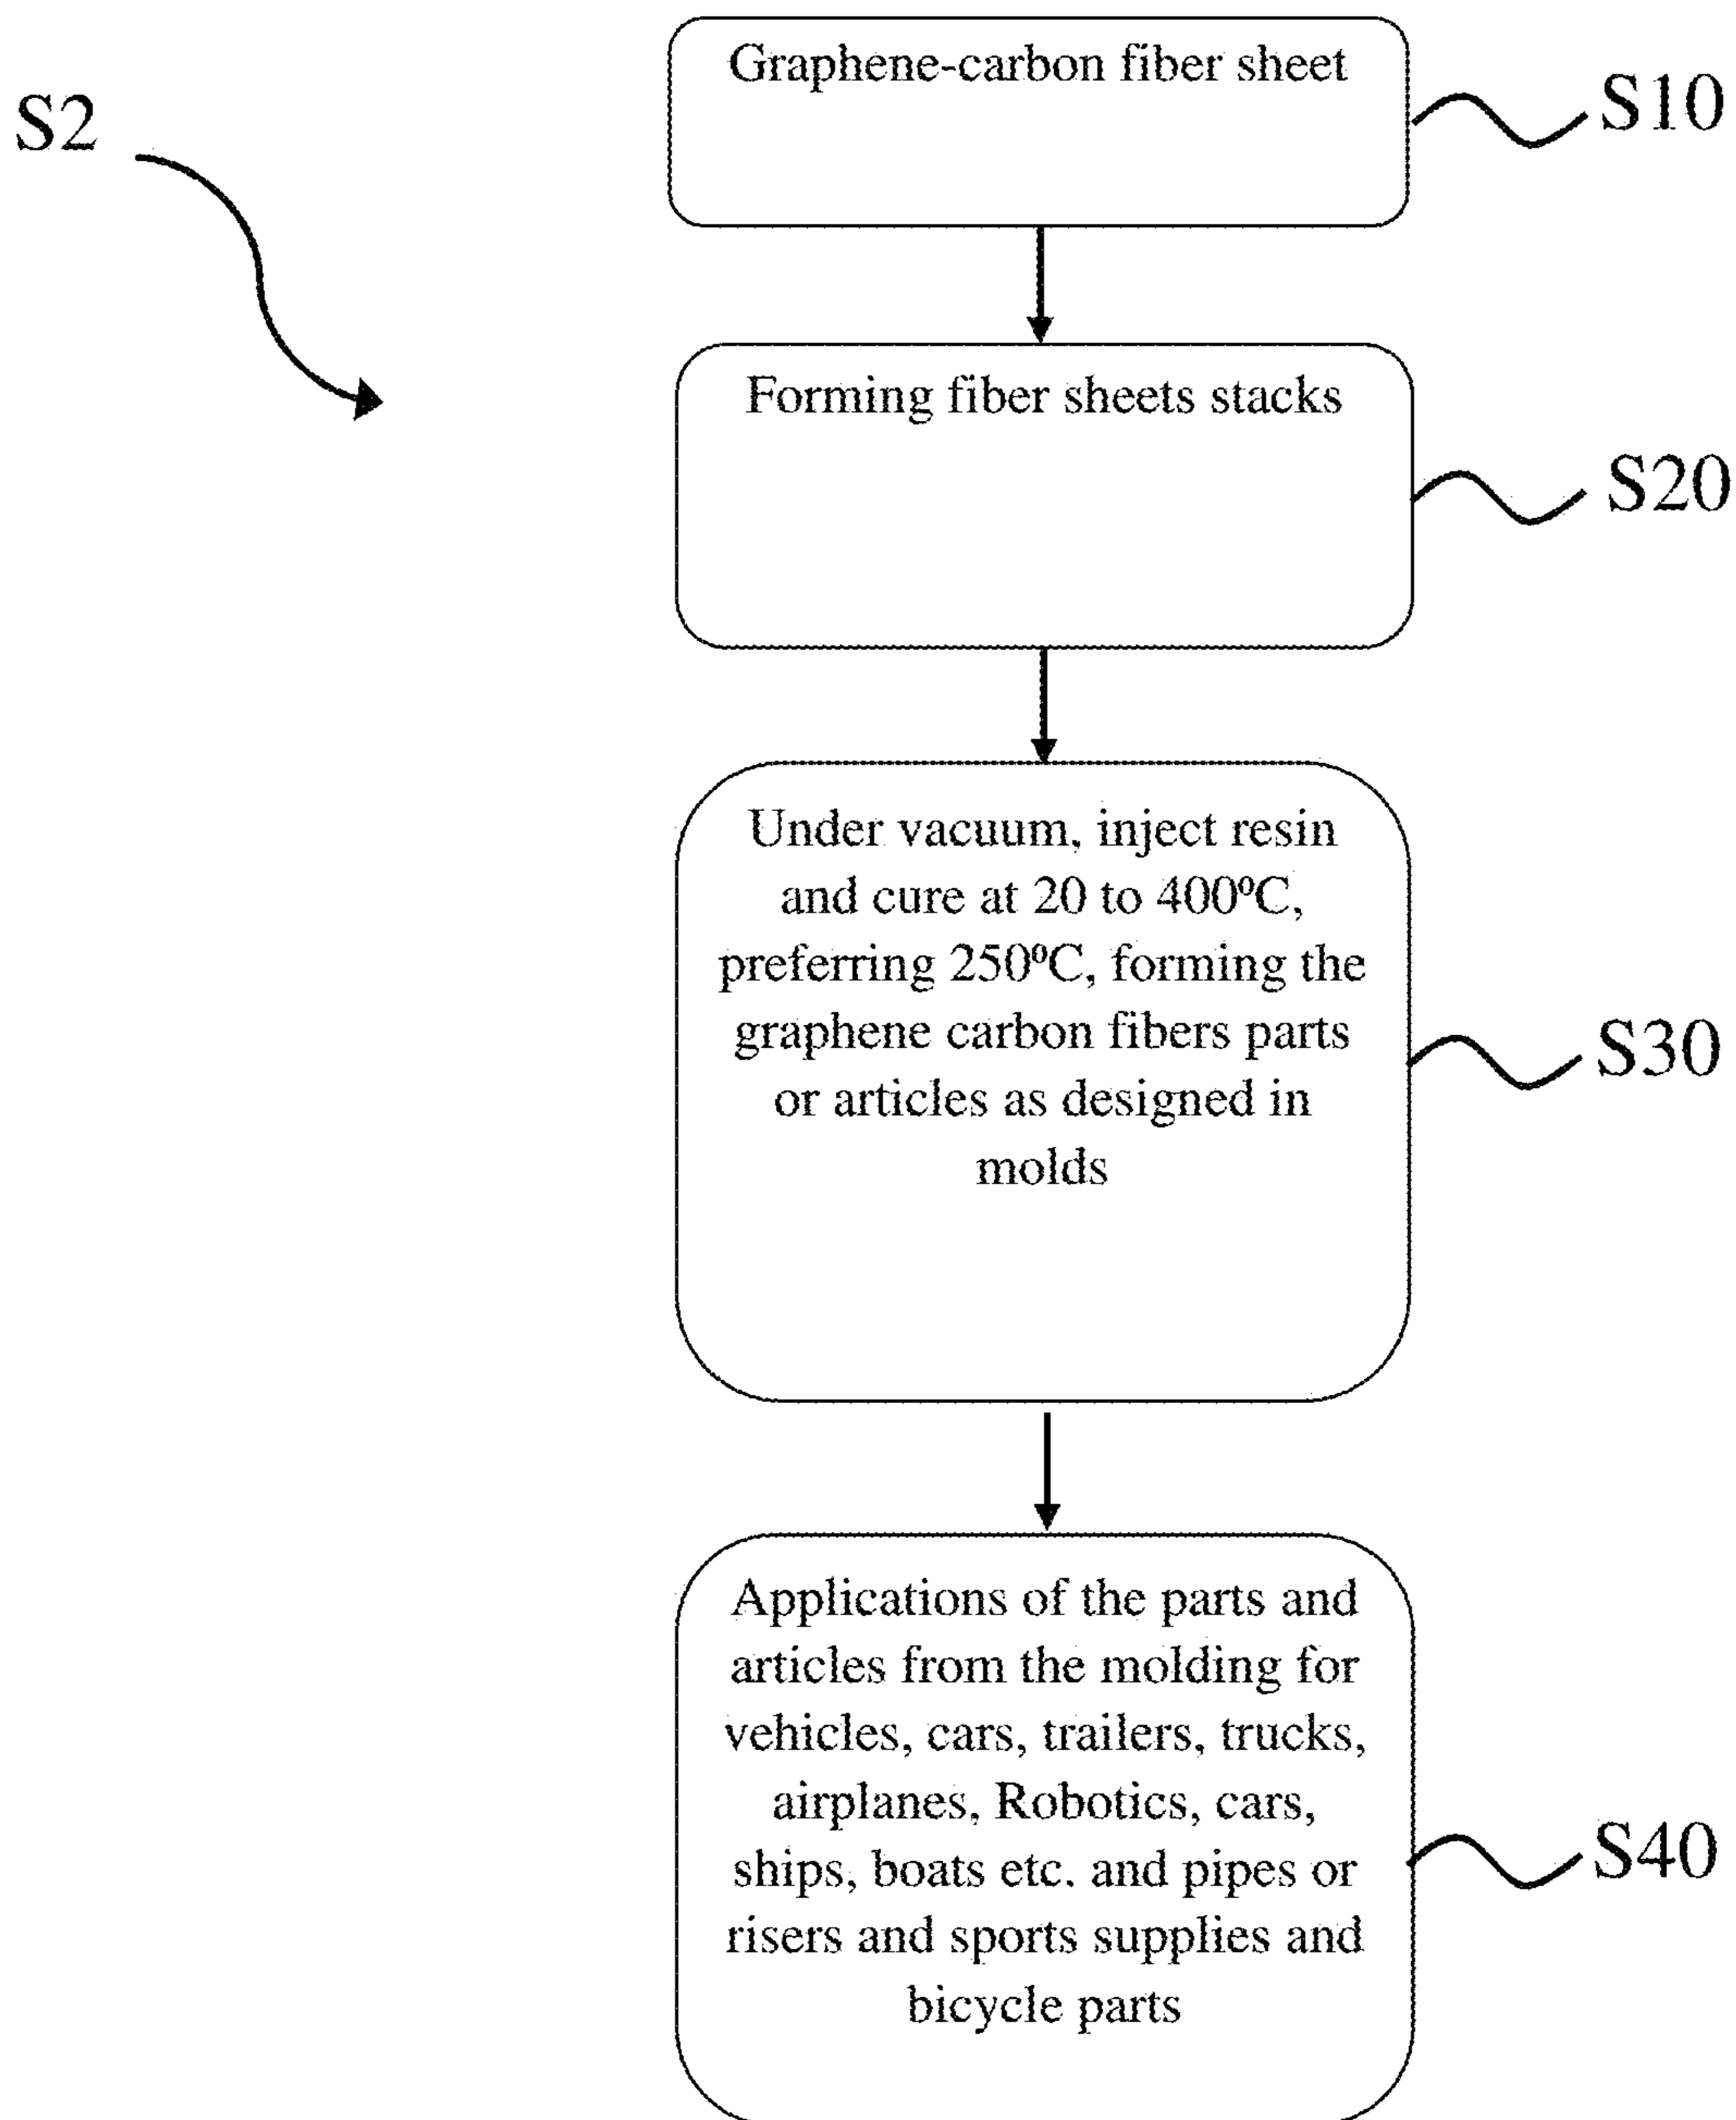 S2
Graphene-carbon fiber sheet
S10
Forming fiber sheets stacks
S20
Under vacuum, inject resin
and cure at 20 to 400⁰C,
preferring 250⁰C, forming the
graphene carbon fibers parts
or articles as designed in
molds
S30
Applications of the parts and
articles from the molding for
vehicles, cars, trailers, trucks,
airplanes, Robotics, cars,
ships, boats etc. and pipes or
risers and sports supplies and
bicycle parts
S40